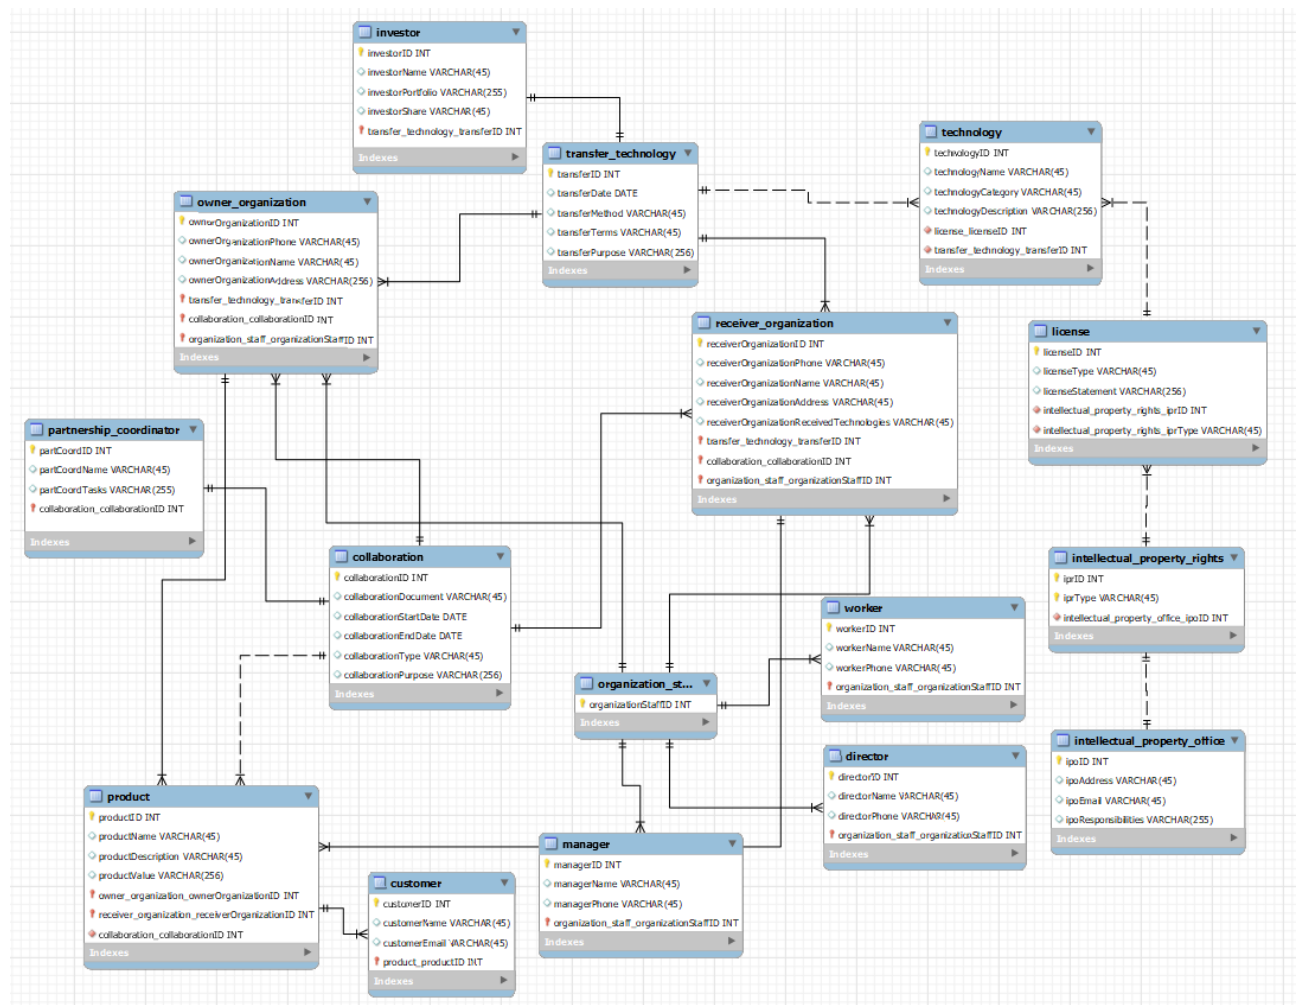 investor
investorID INT
investorName VARCHAR(45)
investorPortfolio VARCHAR(255)
investorShare VARCHAR(45)
transfer_technology_transferID INT
Indexes
transfer_technology
transferID INT
transferDate DATE
transferMethod VARCHAR(45)
transferTerms VARCHAR(45)
transferPurpose VARCHAR(256)
Indexes
technology
technologyID INT
technologyName VARCHAR(45)
technologyCategory VARCHAR(45)
technologyDescription VARCHAR(256)
license_licenseID INT
transfer_technology_transferID INT
Indexes
owner_organization
ownerOrganizationID INT
ownerOrganizationPhone VARCHAR(45)
ownerOrganizationName VARCHAR(45)
ownerOrganizationAddress VARCHAR(256)
transfer_technology_transferID INT
collaboration_collaborationID INT
organization_staff_organizationStaffID INT
Indexes
receiver_organization
receiverOrganizationID INT
receiverOrganizationPhone VARCHAR(45)
receiverOrganizationName VARCHAR(45)
receiverOrganizationAddress VARCHAR(45)
receiverOrganizationReceivedTechnologies VARCHAR(45)
transfer_technology_transferID INT
collaboration_collaborationID INT
organization_staff_organizationStaffID INT
Indexes
license
licenseID INT
licenseType VARCHAR(45)
licenseStatement VARCHAR(256)
intellectual_property_rights_iprID INT
intellectual_property_rights_iprType VARCHAR(45)
Indexes
partnership_coordinator
partCoordID INT
partCoordName VARCHAR(45)
partCoordTasks VARCHAR(255)
collaboration_collaborationID INT
Indexes
collaboration
collaborationID INT
collaborationDocument VARCHAR(45)
collaborationStartDate DATE
collaborationEndDate DATE
collaborationType VARCHAR(45)
collaborationPurpose VARCHAR(256)
Indexes
intellectual_property_rights
iprID INT
iprType VARCHAR(45)
intellectual_property_office_ipoID INT
Indexes
worker
workerID INT
workerName VARCHAR(45)
workerPhone VARCHAR(45)
organization_staff_organizationStaffID INT
Indexes
organization_st...
organizationStaffID INT
Indexes
intellectual_property_office
ipoID INT
ipoAddress VARCHAR(45)
ipoEmail VARCHAR(45)
ipoResponsibilities VARCHAR(255)
Indexes
director
directorID INT
directorName VARCHAR(45)
directorPhone VARCHAR(45)
organization_staff_organizationStaffID INT
Indexes
product
productID INT
productName VARCHAR(45)
productDescription VARCHAR(45)
productValue VARCHAR(256)
owner_organization_ownerOrganizationID INT
receiver_organization_receiverOrganizationID INT
collaboration_collaborationID INT
Indexes
manager
managerID INT
managerName VARCHAR(45)
managerPhone VARCHAR(45)
organization_staff_organizationStaffID INT
Indexes
customer
customerID INT
customerName VARCHAR(45)
customerEmail VARCHAR(45)
product_productID INT
Indexes